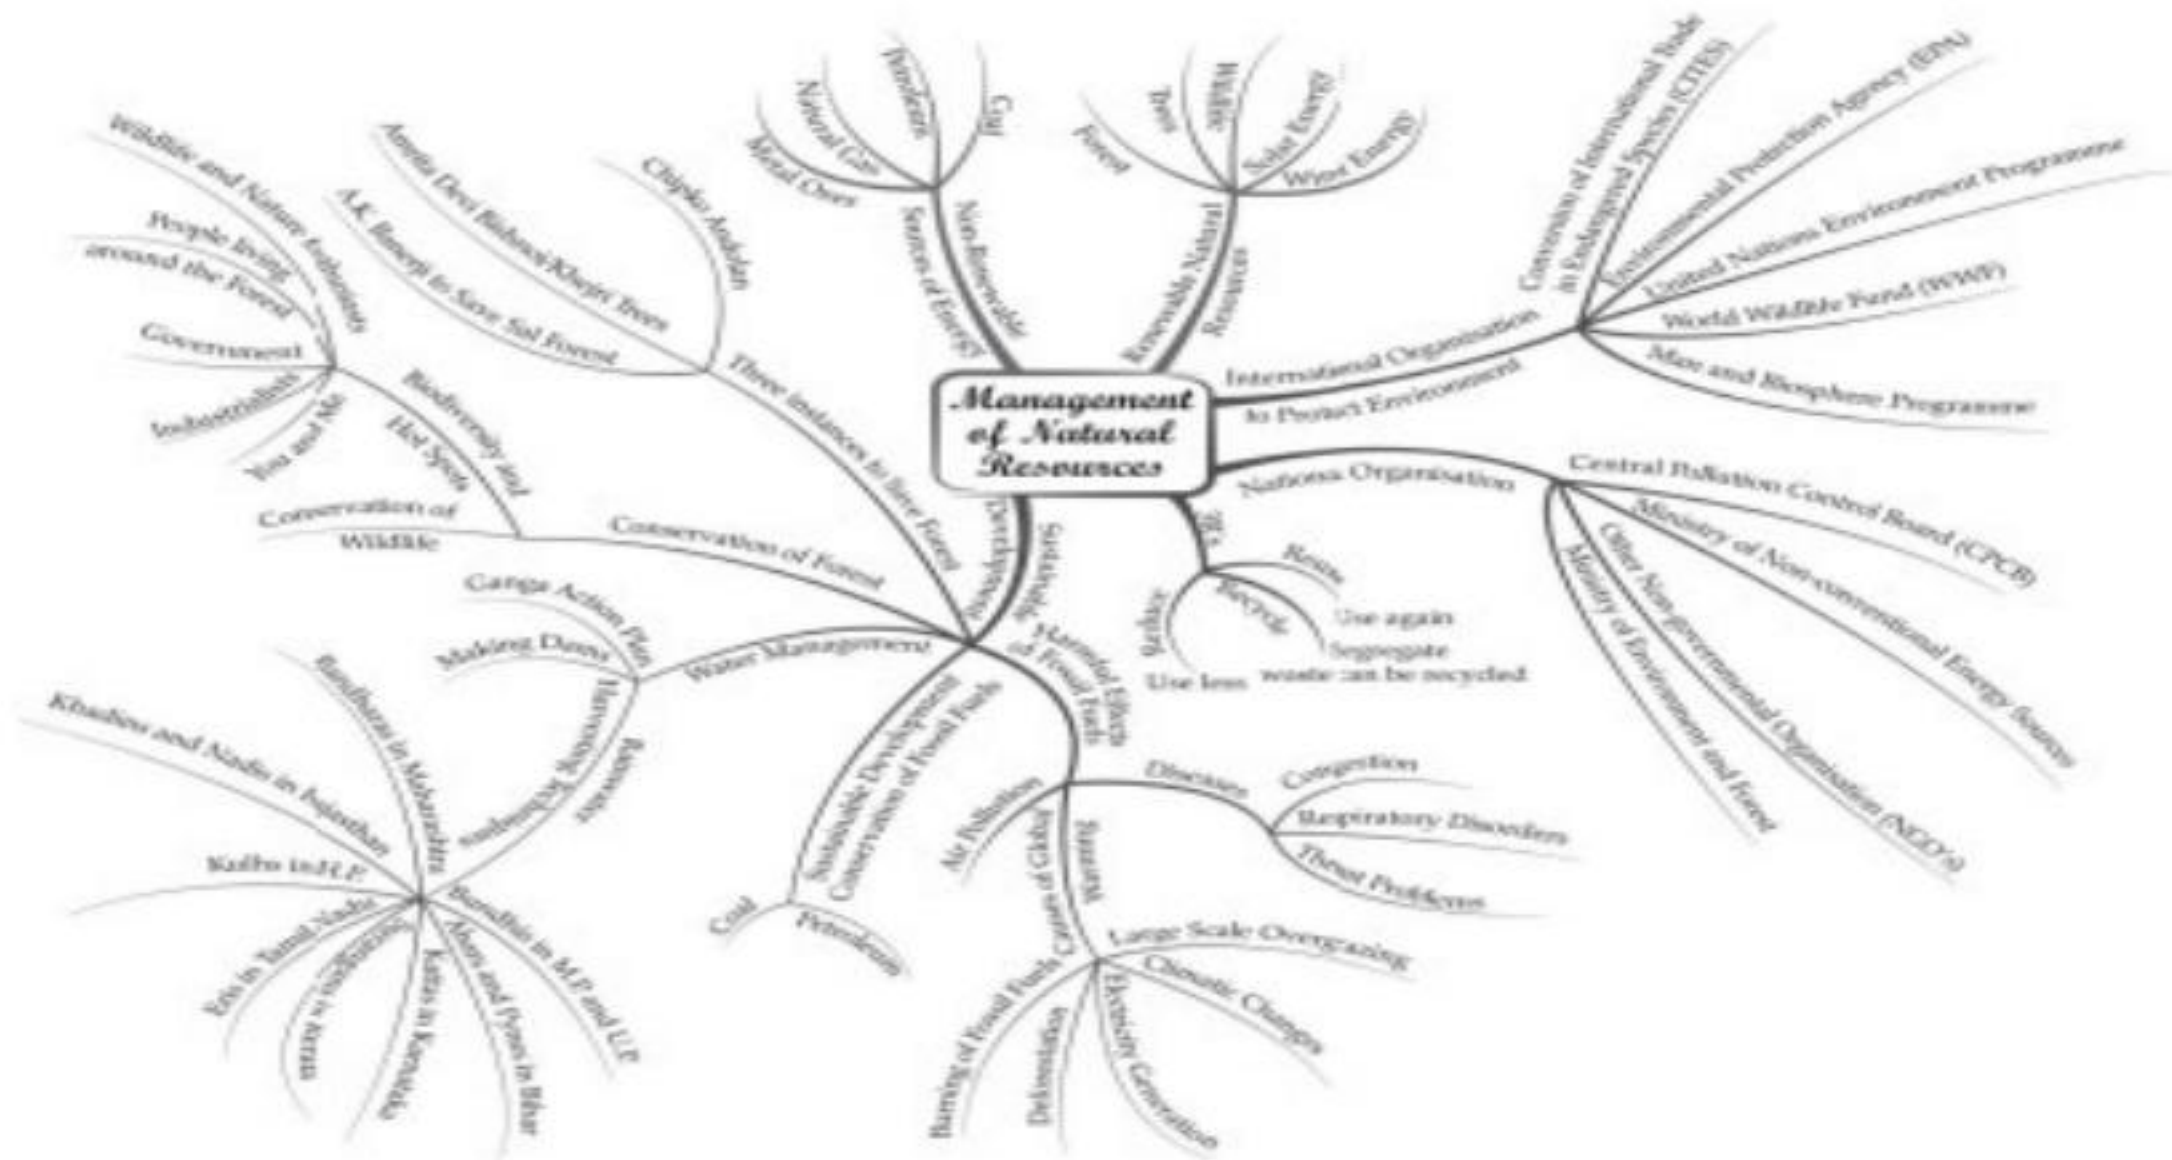 Management
of Natural
Resources
Non-Renewable
Sources of Energy
Metal Ores
Natural Gas
Petroleum
Coal
Renewable Natural
Resources
Forest
Trees
Wildlife
Solar Energy
Wind Energy
International Organisation
to Protect Environment
Convention of International Trade
in Endangered Species (CITES)
Environmental Protection Agency (EPA)
United Nations Environment Programme
World Wildlife Fund (WWF)
Man and Biosphere Programme
National Organisation
Central Pollution Control Board (CPCB)
Ministry of Non-conventional Energy Sources
Other Non-governmental Organisation (NGO's)
Ministry of Environment and Forest
3R's
Reuse
Use again
Recycle
Segregate
waste can be recycled
Reduce
Use less
Sustainable
Development
Three instances to Save Forest
Chipko Andolan
Amrita Devi Bishnoi Khejri Trees
A.K. Banerji to Save Sal Forest
Conservation of Forest
Biodiversity and
Hot Spots
Wildlife and Nature Enthusiasts
People living
around the Forest
Government
Industrialists
You and Me
Conservation of
Wildlife
Water Management
Ganga Action Plan
Making Dams
Rainwater
Harvesting Techniques
Bandharas in Maharashtra
Khadins and Nadis in Rajasthan
Kulhs in H.P.
Eris in Tamil Nadu
Surangams in Kerala
Kattas in Karnataka
Ahars and Pynes in Bihar
Bundhis in M.P. and U.P.
Sustainable Development
Conservation of Fossil Fuels
Coal
Petroleum
Harmful Effects
of Fossil Fuels
Air Pollution
Diseases
Congestion
Respiratory Disorders
Throat Problems
Causes of Global
Warming
Large Scale Overgrazing
Climatic Changes
Electricity Generation
Deforestation
Burning of Fossil Fuels